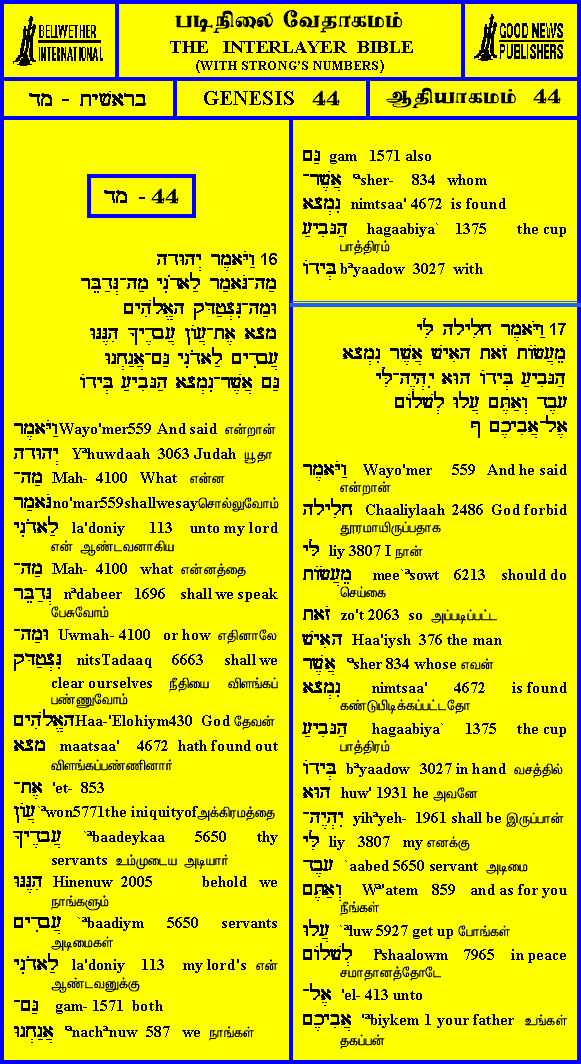 BELLWETHER
INTERNATIONAL
படிநிலை வேதாகமம்
THE INTERLAYER BIBLE
(WITH STRONG'S NUMBERS)
GOOD NEWS
PUBLISHERS
בראשית - מד
GENESIS 44
ஆதியாகமம் 44
מד - 44
16 וַיֹּאמֶר יְהוּדָה
מַה־נֹּאמַר לַאדֹנִי מַה־נְּדַבֵּר
וּמַה־נִּצְטַדָּק הָאֱלֹהִים
מָצָא אֶת־עֲוֺן עֲבָדֶיךָ הִנֶּנּוּ
עֲבָדִים לַאדֹנִי גַּם־אֲנַחְנוּ
גַּם אֲשֶׁר־נִמְצָא הַגָּבִיעַ בְּיָדוֹ
וַיֹּאמֶר Wayo'mer559 And said என்றான்
יְהוּדָה Yᵃhuwdaah 3063 Judah யூதா
מַה־ Mah- 4100 What என்ன
נֹּאמַר no'mar559shallwesayசொல்லுவோம்
לַאדֹנִי la'doniy 113 unto my lord
என் ஆண்டவனாகிய
מַה־ Mah- 4100 what என்னத்தை
נְּדַבֵּר nᵃdabeer 1696 shall we speak
பேசுவோம்
וּמַה־ Uwmah- 4100 or how எதினாலே
נִּצְטַדָּק nitsTadaaq 6663 shall we
clear ourselves நீதியை விளங்கப்
பண்ணுவோம்
הָאֱלֹהִים Haa-'Elohiym430 God தேவன்
מָצָא maatsaa' 4672 hath found out
விளங்கப்பண்ணினார்
אֶת־ 'et- 853
עֲוֺן `ᵃwon5771the iniquityofஅக்கிரமத்தை
עֲבָדֶיךָ `ᵃbaadeykaa 5650 thy
servants உம்முடைய அடியார்
הִנֶּנּוּ Hinenuw 2005 behold we
நாங்களும்
עֲבָדִים `ᵃbaadiym 5650 servants
அடிமைகள்
לַאדֹנִי la'doniy 113 my lord's என்
ஆண்டவனுக்கு
גַּם־ gam- 1571 both
אֲנַחְנוּ ᵃnachᵃnuw 587 we நாங்கள்
גַּם gam 1571 also
אֲשֶׁר־ ᵃsher- 834 whom
נִמְצָא nimtsaa' 4672 is found
הַגָּבִיעַ hagaabiya` 1375 the cup
பாத்திரம்
בְּיָדוֹ bᵃyaadow 3027 with
17 וַיֹּאמֶר חָלִילָה לִּי
מֵעֲשׂוֹת זֹאת הָאִישׁ אֲשֶׁר נִמְצָא
הַגָּבִיעַ בְּיָדוֹ הוּא יִהְיֶה־לִּי
עָבֶד וְאַתֶּם עֲלוּ לְשָׁלוֹם
אֶל־אֲבִיכֶם ף
וַיֹּאמֶר Wayo'mer 559 And he said
என்றான்
חָלִילָה Chaaliylaah 2486 God forbid
தூரமாயிருப்பதாக
לִּי liy 3807 I நான்
מֵעֲשׂוֹת mee`ᵃsowt 6213 should do
செய்கை
זֹאת zo't 2063 so அப்படிப்பட்ட
הָאִישׁ Haa'iysh 376 the man
אֲשֶׁר ᵃsher 834 whose எவன்
נִמְצָא nimtsaa' 4672 is found
கண்டுபிடிக்கப்பட்டதோ
הַגָּבִיעַ hagaabiya` 1375 the cup
பாத்திரம்
בְּיָדוֹ bᵃyaadow 3027 in hand வசத்தில்
הוּא huw' 1931 he அவனே
יִהְיֶה־ yihᵃyeh- 1961 shall be இருப்பான்
לִּי liy 3807 my எனக்கு
עָבֶד `aabed 5650 servant அடிமை
וְאַתֶּם Wᵃ'atem 859 and as for you
நீங்கள்
עֲלוּ `ᵃluw 5927 get up போங்கள்
לְשָׁלוֹם lᵃshaalowm 7965 in peace
சமாதானத்தோடே
אֶל־ 'el- 413 unto
אֲבִיכֶם 'ᵃbiykem 1 your father உங்கள்
தகப்பன்